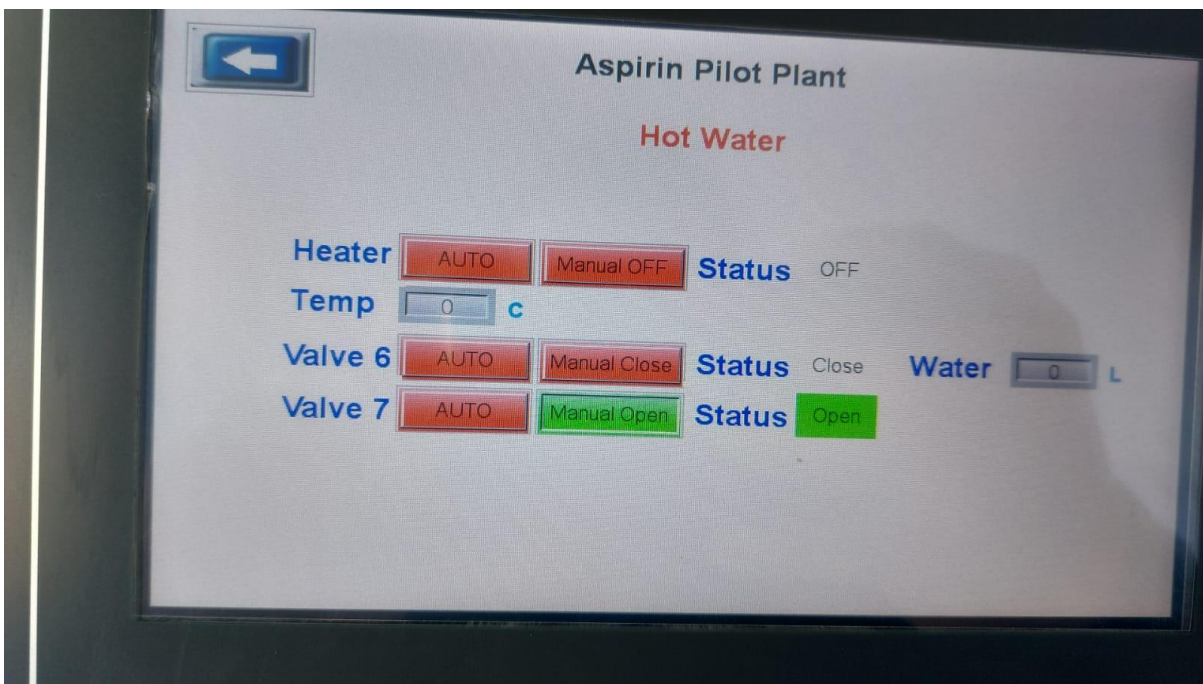 Aspirin Pilot Plant
Hot Water
Heater AUTO Manual OFF Status OFF
Temp 0 C
Valve 6 AUTO Manual Close Status Close Water 0 L
Valve 7 AUTO Manual Open Status Open